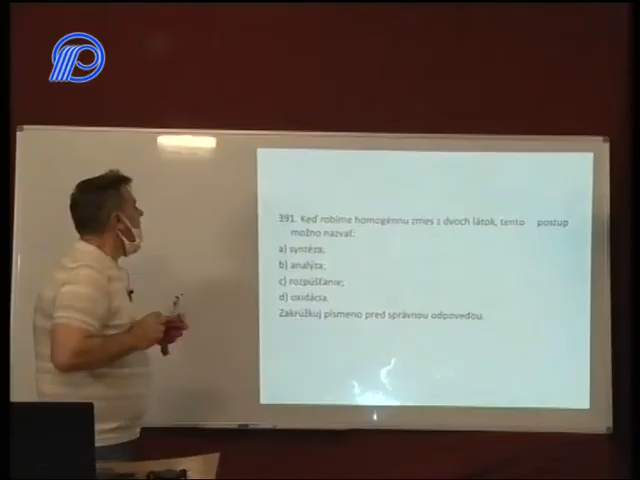 391. Keď robíme homogénnu zmes z dvoch látok, tento postup
možno nazvať:
a) syntéza;
b) analýza;
c) rozpúšťanie;
d) oxidácia.
Zakrúžkuj písmeno pred správnou odpoveďou.